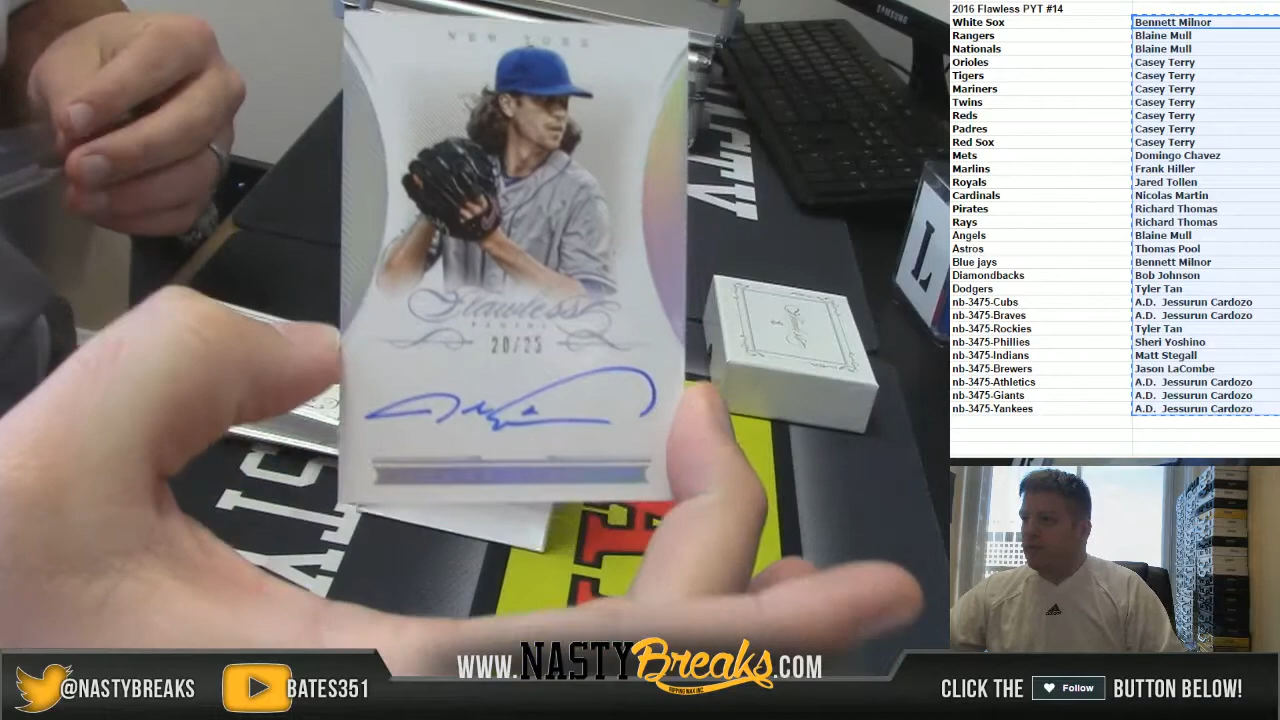 NEW YORK
Flawless
PANINI
20/25
L
2016 Flawless PYT #14
White Sox Bennett Milnor
Rangers Blaine Mull
Nationals Blaine Mull
Orioles Casey Terry
Tigers Casey Terry
Mariners Casey Terry
Twins Casey Terry
Reds Casey Terry
Padres Casey Terry
Red Sox Casey Terry
Mets Domingo Chavez
Marlins Frank Hiller
Royals Jared Tollen
Cardinals Nicolas Martin
Pirates Richard Thomas
Rays Richard Thomas
Angels Blaine Mull
Astros Thomas Pool
Blue jays Bennett Milnor
Diamondbacks Bob Johnson
Dodgers Tyler Tan
nb-3475-Cubs A.D. Jessurun Cardozo
nb-3475-Braves A.D. Jessurun Cardozo
nb-3475-Rockies Tyler Tan
nb-3475-Phillies Sheri Yoshino
nb-3475-Indians Matt Stegall
nb-3475-Brewers Jason LaCombe
nb-3475-Athletics A.D. Jessurun Cardozo
nb-3475-Giants A.D. Jessurun Cardozo
nb-3475-Yankees A.D. Jessurun Cardozo
@NASTYBREAKS
BATES351
WWW.NASTYBreaks.COM
RIPPING WAX INC
CLICK THE Follow BUTTON BELOW!